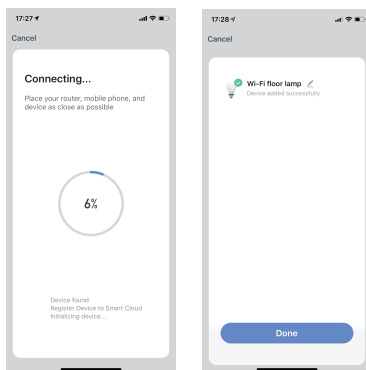 17:27
Cancel
Connecting...
Place your router, mobile phone, and
device as close as possible
6%
Device found
Register Device to Smart Cloud
Initializing device...
17:28
Cancel
Wi-Fi floor lamp
Device added successfully
Done